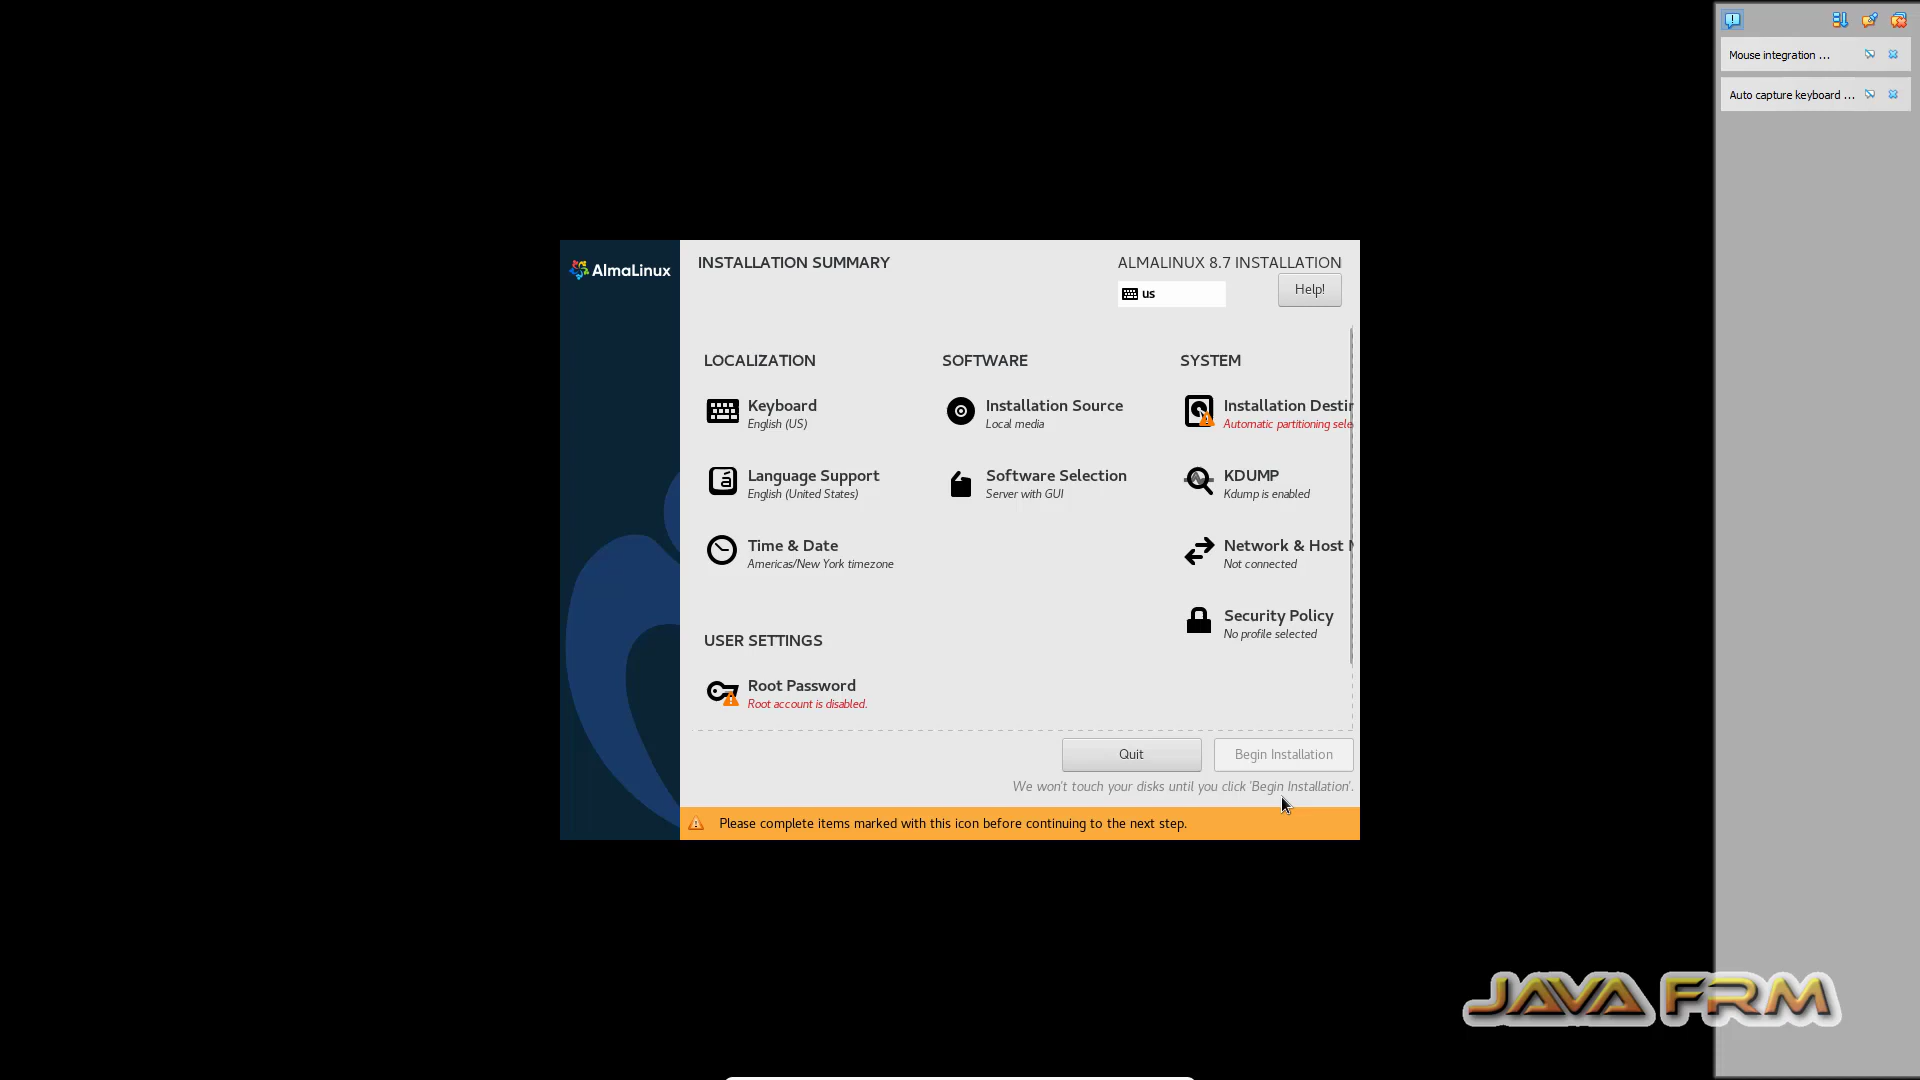 Mouse integration ...
Auto capture keyboard ...
AlmaLinux
INSTALLATION SUMMARY
ALMALINUX 8.7 INSTALLATION
us
Help!
LOCALIZATION
SOFTWARE
SYSTEM
Keyboard
English (US)
Installation Source
Local media
Installation Destin
Automatic partitioning sele
Language Support
English (United States)
Software Selection
Server with GUI
KDUMP
Kdump is enabled
Time & Date
Americas/New York timezone
Network & Host N
Not connected
Security Policy
No profile selected
USER SETTINGS
Root Password
Root account is disabled.
Quit
Begin Installation
We won't touch your disks until you click 'Begin Installation'.
Please complete items marked with this icon before continuing to the next step.
JAVA FRM